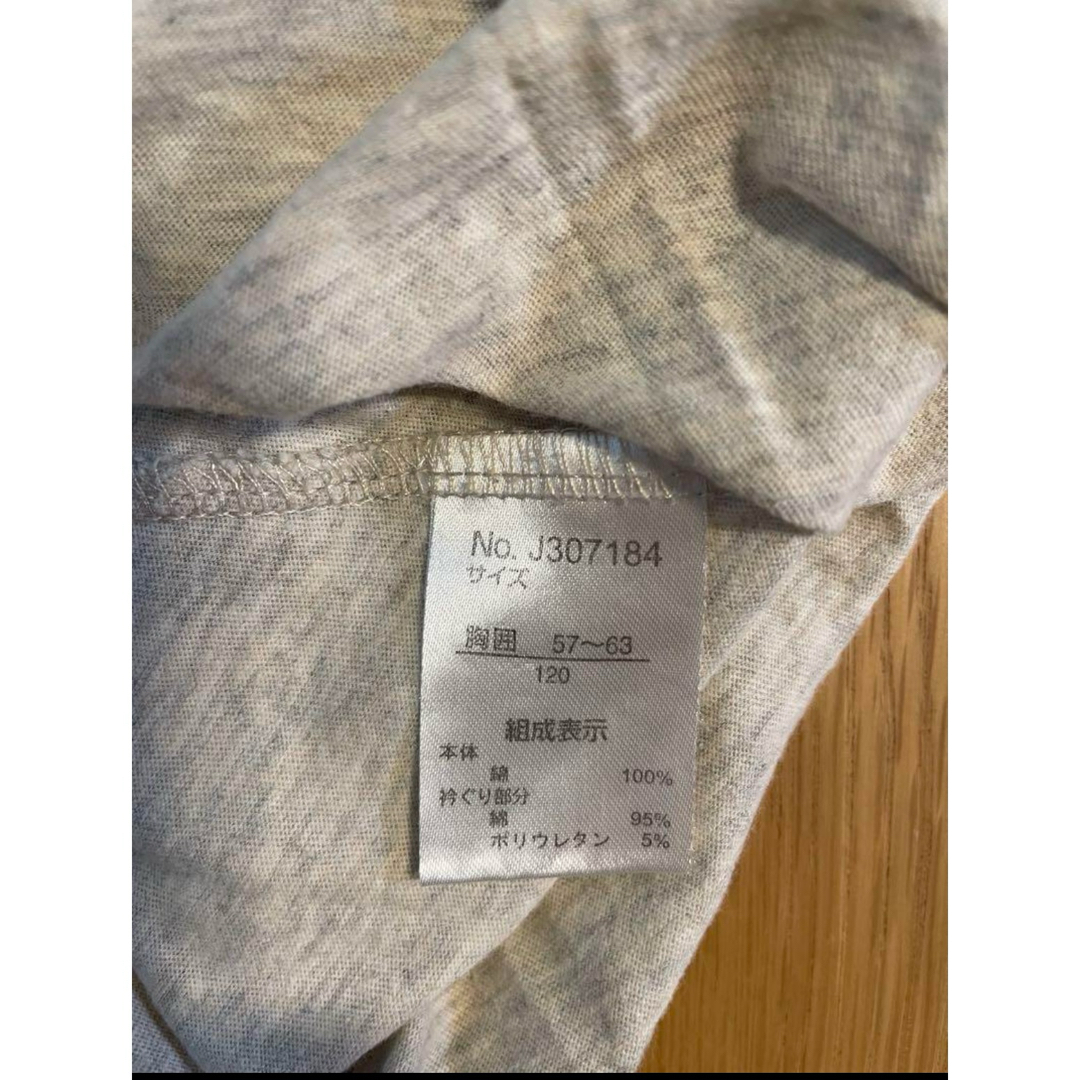 No. J307184
サイズ
胸囲 57～63
120
組成表示
本体
綿 100%
衿ぐり部分
綿 95%
ポリウレタン 5%